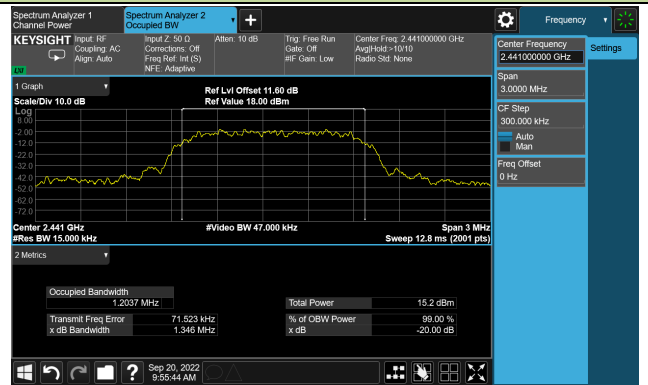 Spectrum Analyzer 1
Channel Power
Spectrum Analyzer 2
Occupied BW
Frequency
KEYSIGHT
Input: RF
Coupling: AC
Align: Auto
Input Z: 50 Ω
Corrections: Off
Freq Ref: Int (S)
NFE: Adaptive
Atten: 10 dB
Trig: Free Run
Gate: Off
#IF Gain: Low
Center Freq: 2.441000000 GHz
Avg|Hold:>10/10
Radio Std: None
LXI
Center Frequency
2.441000000 GHz
Settings
Span
3.0000 MHz
CF Step
300.000 kHz
Auto
Man
Freq Offset
0 Hz
1 Graph
Scale/Div 10.0 dB
Ref Lvl Offset 11.60 dB
Ref Value 18.00 dBm
Log
8.00
-2.00
-12.0
-22.0
-32.0
-42.0
-52.0
-62.0
-72.0
Center 2.441 GHz
#Res BW 15.000 kHz
#Video BW 47.000 kHz
Span 3 MHz
Sweep 12.8 ms (2001 pts)
2 Metrics
Occupied Bandwidth
1.2037 MHz
Total Power 15.2 dBm
Transmit Freq Error 71.523 kHz
% of OBW Power 99.00 %
x dB Bandwidth 1.346 MHz
x dB -20.00 dB
?
Sep 20, 2022
9:55:44 AM